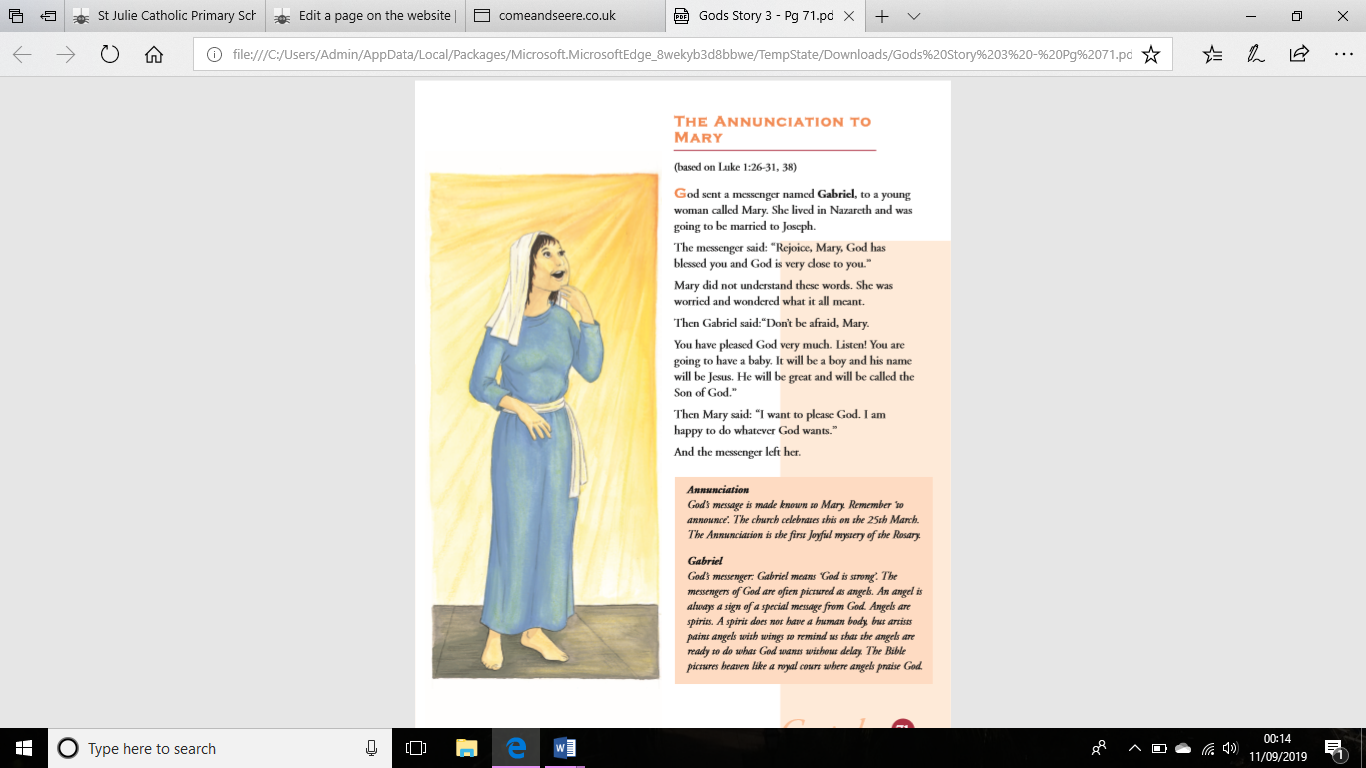 St Julie Catholic Primary Sch
Edit a page on the website |
comeandseere.co.uk
Gods Story 3 - Pg 71.pd
file:///C:/Users/Admin/AppData/Local/Packages/Microsoft.MicrosoftEdge_8wekyb3d8bbwe/TempState/Downloads/Gods%20Story%203%20-%20Pg%2071.pd
THE ANNUNCIATION TO
MARY
(based on Luke 1:26-31, 38)
God sent a messenger named Gabriel, to a young
woman called Mary. She lived in Nazareth and was
going to be married to Joseph.
The messenger said: “Rejoice, Mary, God has
blessed you and God is very close to you.”
Mary did not understand these words. She was
worried and wondered what it all meant.
Then Gabriel said:“Don't be afraid, Mary.
You have pleased God very much. Listen! You are
going to have a baby. It will be a boy and his name
will be Jesus. He will be great and will be called the
Son of God.”
Then Mary said: “I want to please God. I am
happy to do whatever God wants.”
And the messenger left her.
Annunciation
God's message is made known to Mary. Remember ‘to
announce’. The church celebrates this on the 25th March.
The Annunciation is the first Joyful mystery of the Rosary.
Gabriel
God's messenger: Gabriel means ‘God is strong’. The
messengers of God are often pictured as angels. An angel is
always a sign of a special message from God. Angels are
spirits. A spirit does not have a human body, but artists
paint angels with wings to remind us that the angels are
ready to do what God wants without delay. The Bible
pictures heaven like a royal court where angels praise God.
71
Type here to search
00:14
11/09/2019
1